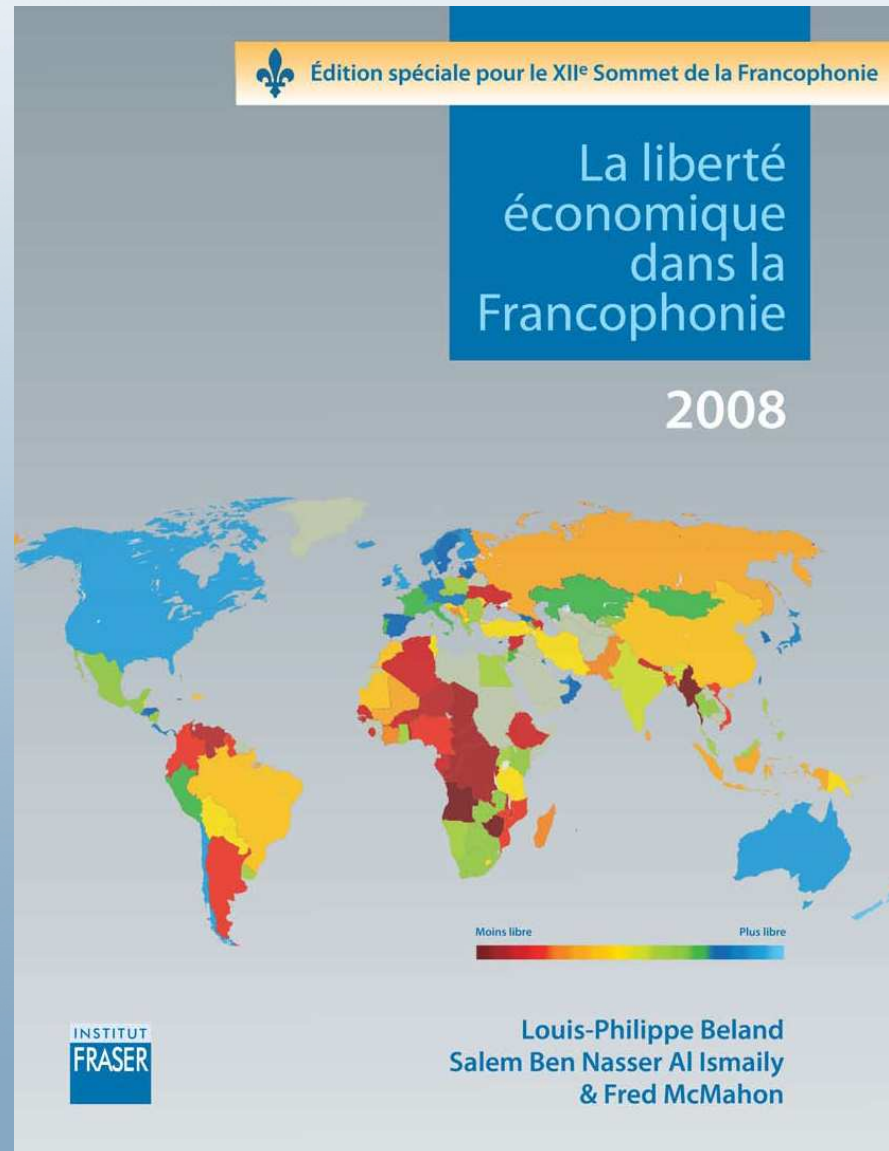 Édition spéciale pour le XIIe Sommet de la Francophonie
La liberté
économique
dans la
Francophonie
2008
Moins libre
Plus libre
Louis-Philippe Beland
Salem Ben Nasser Al Ismaily
& Fred McMahon
INSTITUT
FRASER